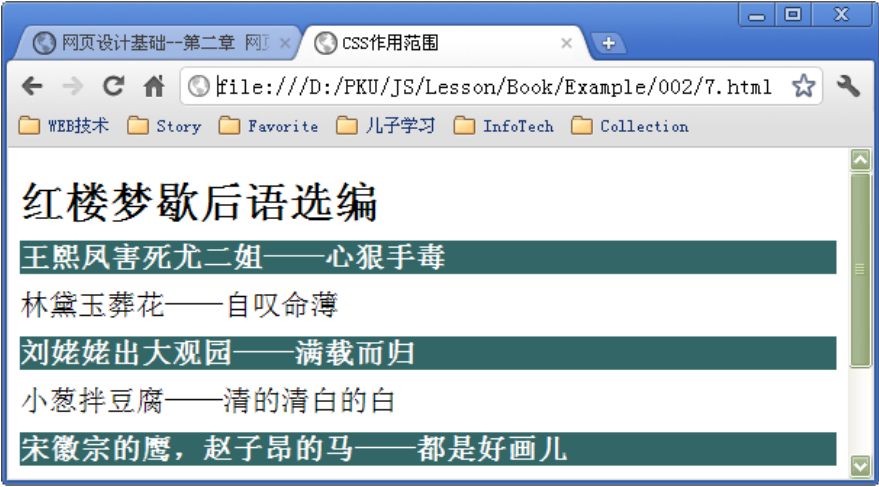 网页设计基础--第二章 网页
CSS作用范围
file:///D:/PKU/JS/Lesson/Book/Example/002/7.html
WEB技术 Story Favorite 儿子学习 InfoTech Collection
红楼梦歇后语选编
王熙凤害死尤二姐——心狠手毒
林黛玉葬花——自叹命薄
刘姥姥出大观园——满载而归
小葱拌豆腐——清的清白的白
宋徽宗的鹰，赵子昂的马——都是好画儿